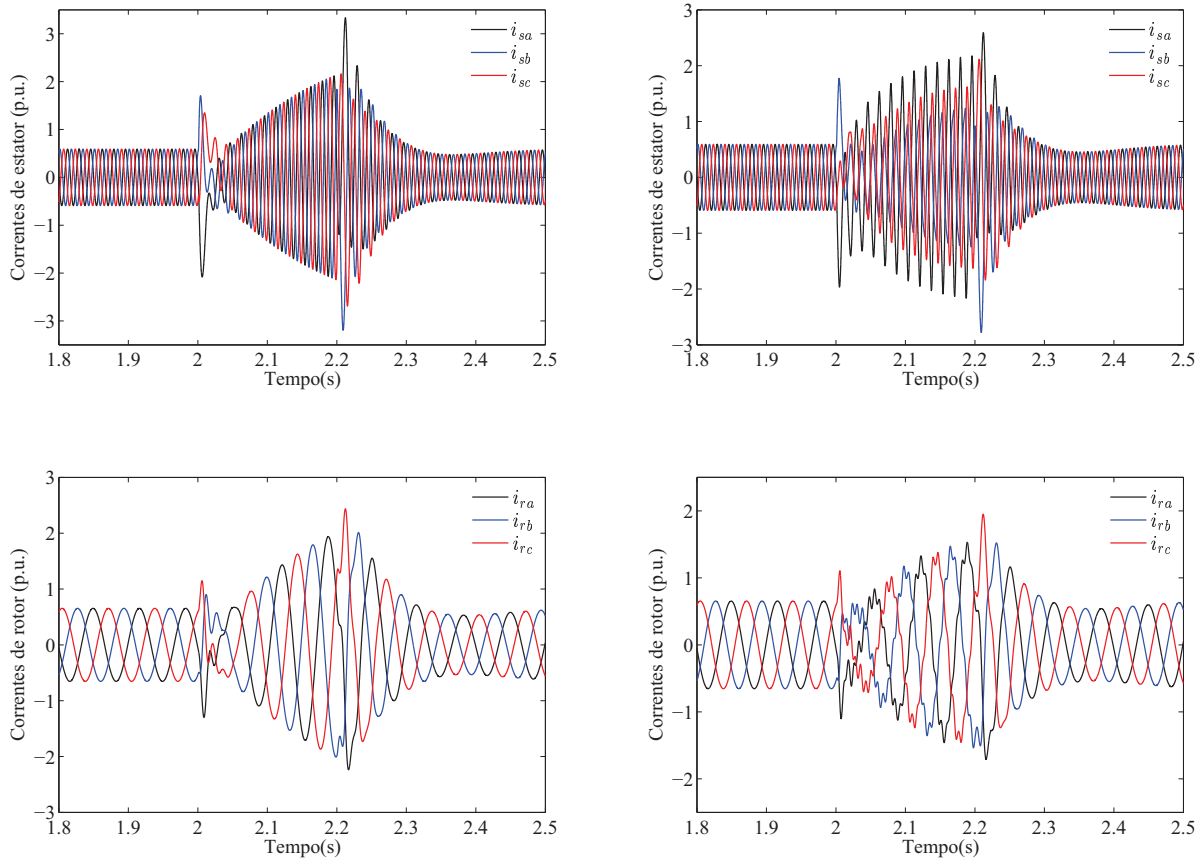 3
2
1
0
−1
−2
−3
Correntes de estator (p.u.)
i_sa
i_sb
i_sc
1.8 1.9 2 2.1 2.2 2.3 2.4 2.5
Tempo(s)
3
2
1
0
−1
−2
−3
Correntes de estator (p.u.)
i_sa
i_sb
i_sc
1.8 1.9 2 2.1 2.2 2.3 2.4 2.5
Tempo(s)
3
2
1
0
−1
−2
−3
Correntes de rotor (p.u.)
i_ra
i_rb
i_rc
1.8 1.9 2 2.1 2.2 2.3 2.4 2.5
Tempo(s)
2
1
0
−1
−2
Correntes de rotor (p.u.)
i_ra
i_rb
i_rc
1.8 1.9 2 2.1 2.2 2.3 2.4 2.5
Tempo(s)